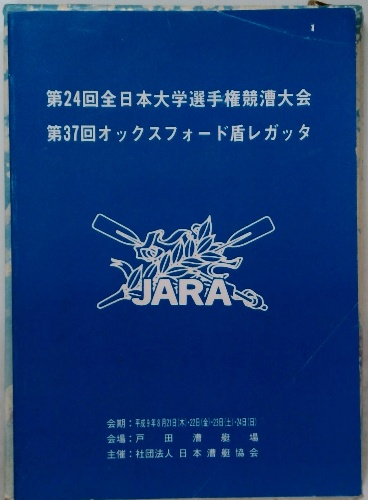 第24回全日本大学選手権競漕大会
第37回オックスフォード盾レガッタ
JARA
会期:平成9年8月21日(木)・22日(金)・23日(土)・24日(日)
会場:戸田漕艇場
主催:社団法人日本漕艇協会